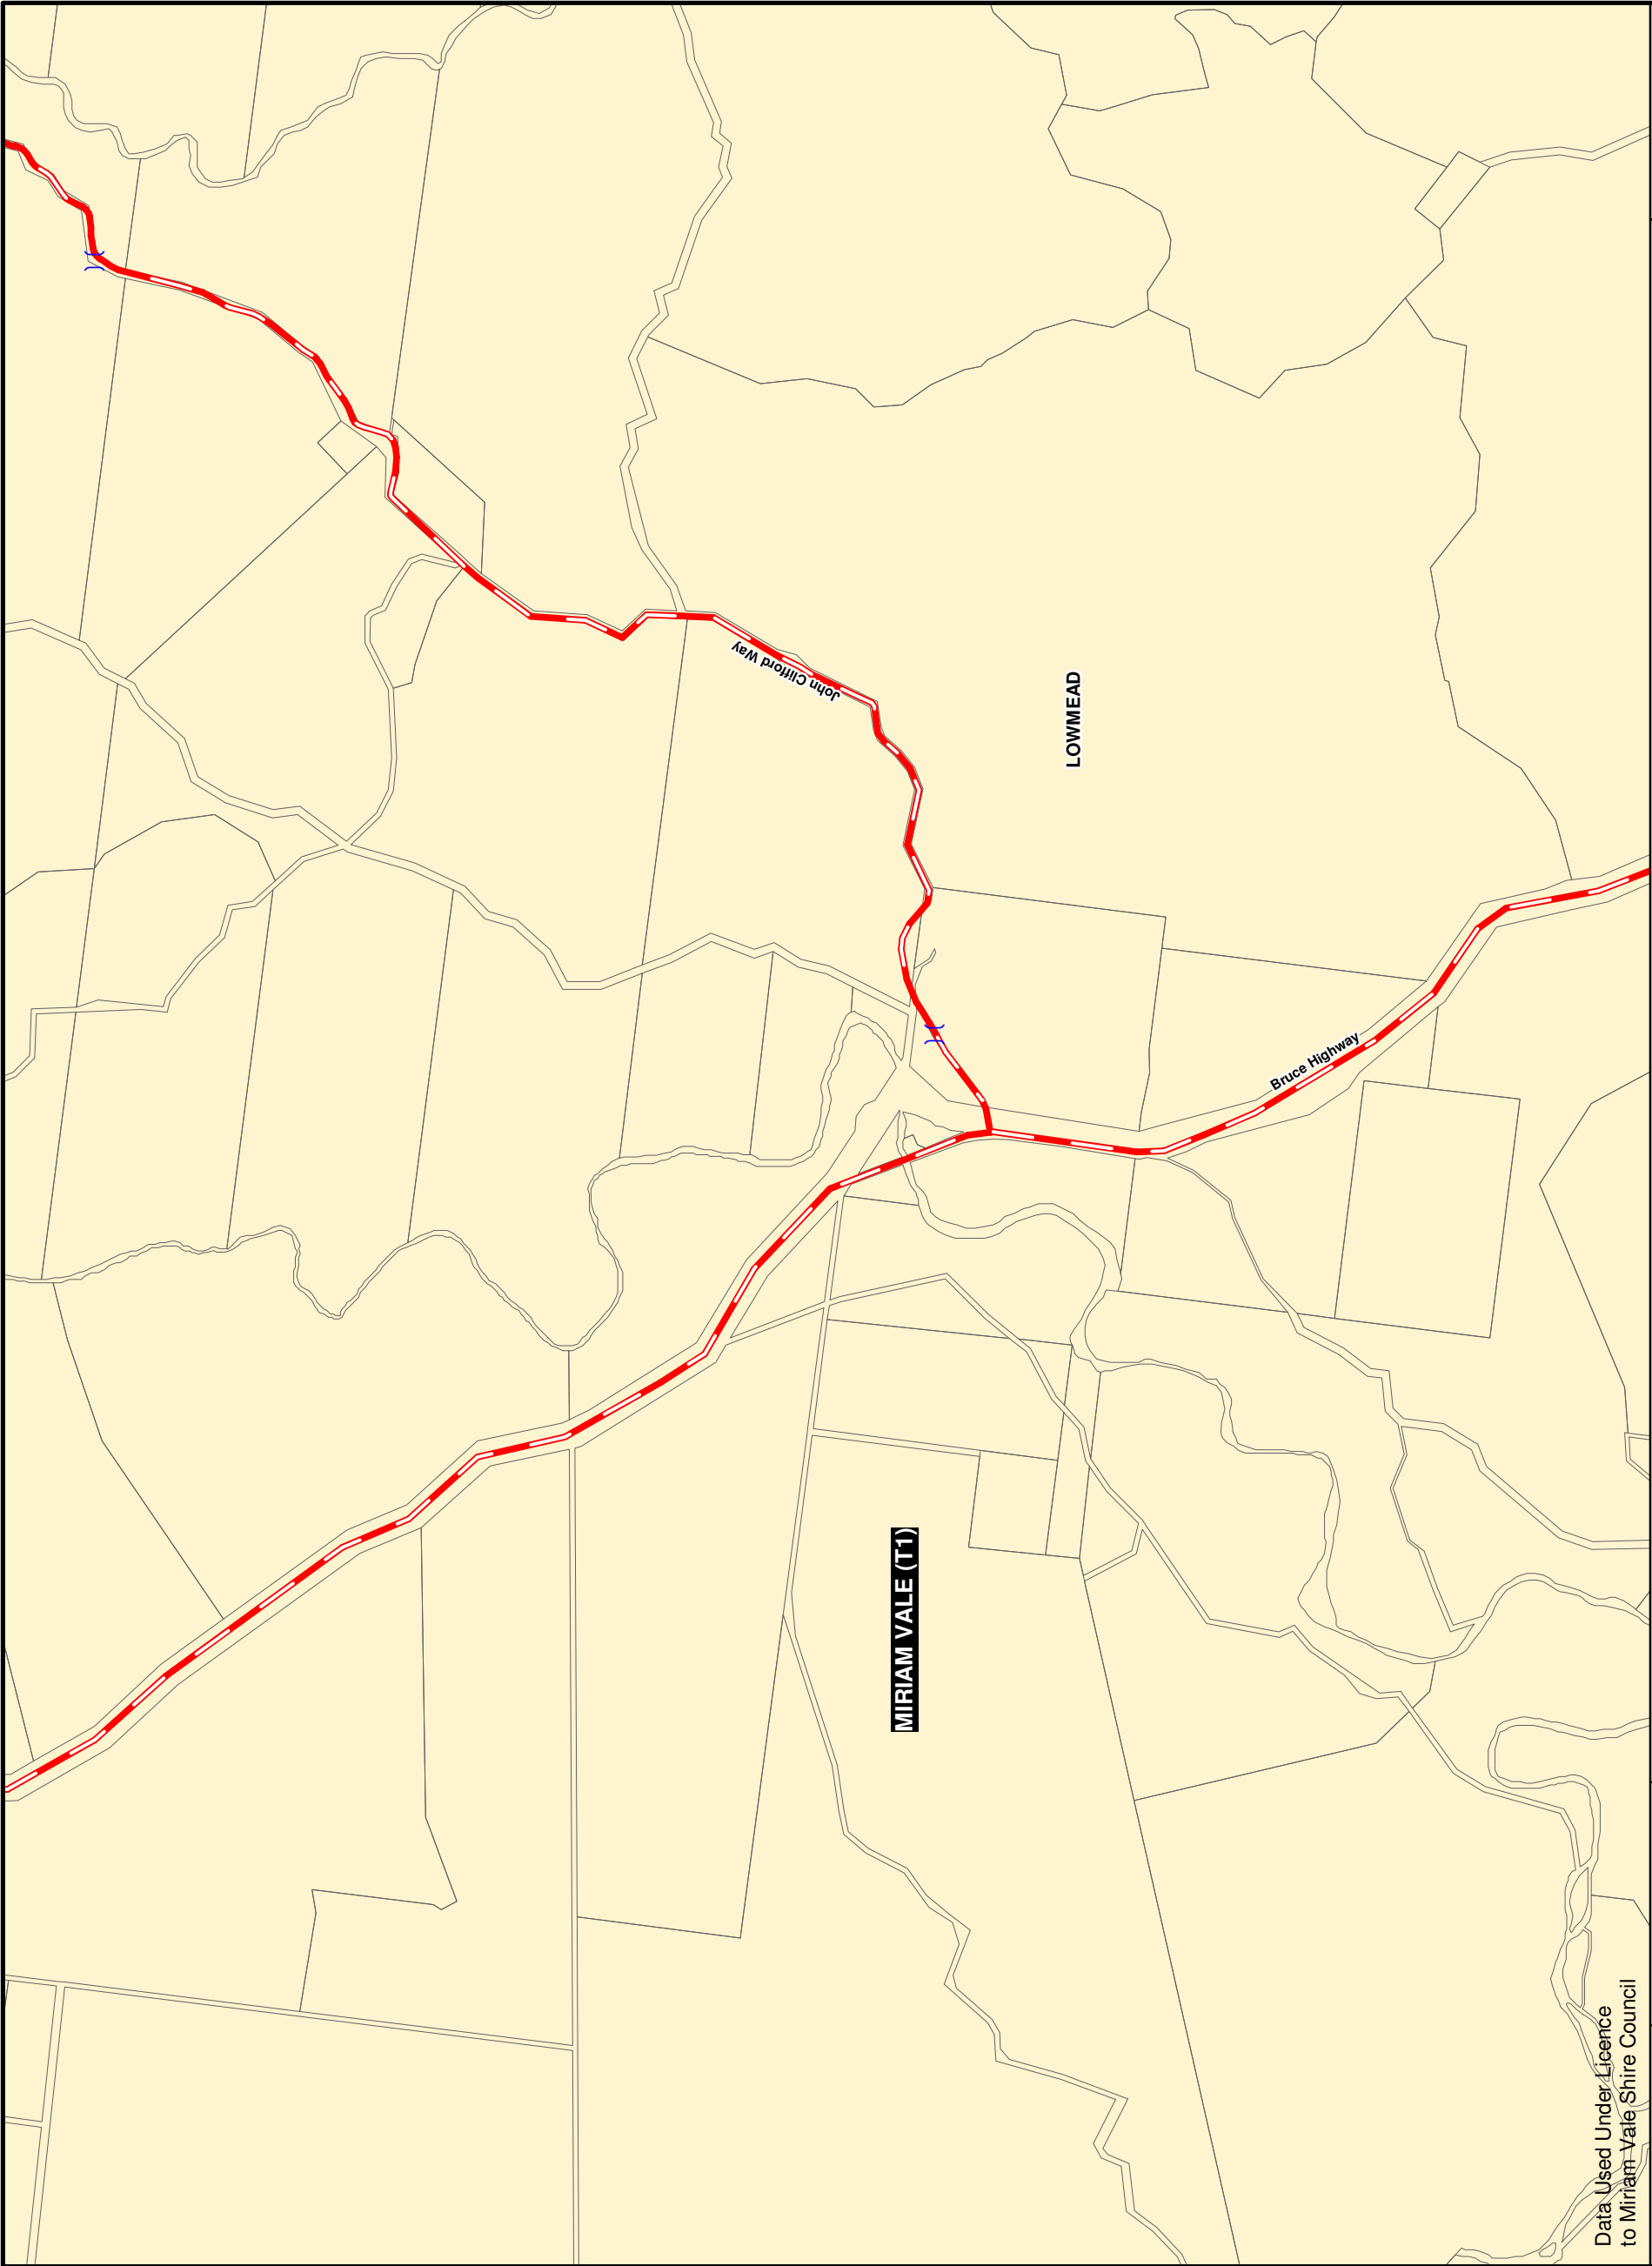 John Clifford Way
LOWMEAD
Bruce Highway
MIRIAM VALE (T1)
Data Used Under Licence
to Miriam Vale Shire Council